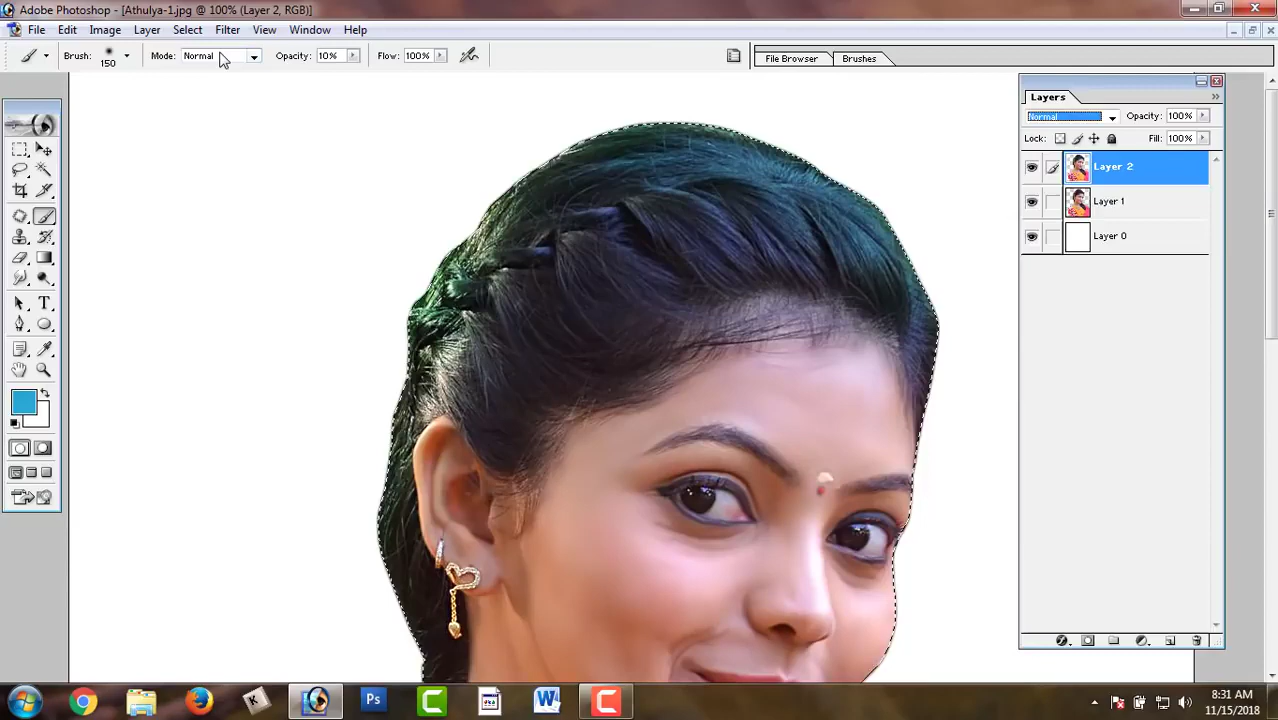 Adobe Photoshop - [Athulya-1.jpg @ 100% (Layer 2, RGB)]
File Edit Image Layer Select Filter View Window Help
Brush: 150 Mode: Normal Opacity: 10% Flow: 100% File Browser Brushes
Layers
Normal Opacity: 100%
Lock: Fill: 100%
Layer 2
Layer 1
Layer 0
T
K Ps C W C
8:31 AM
11/15/2018